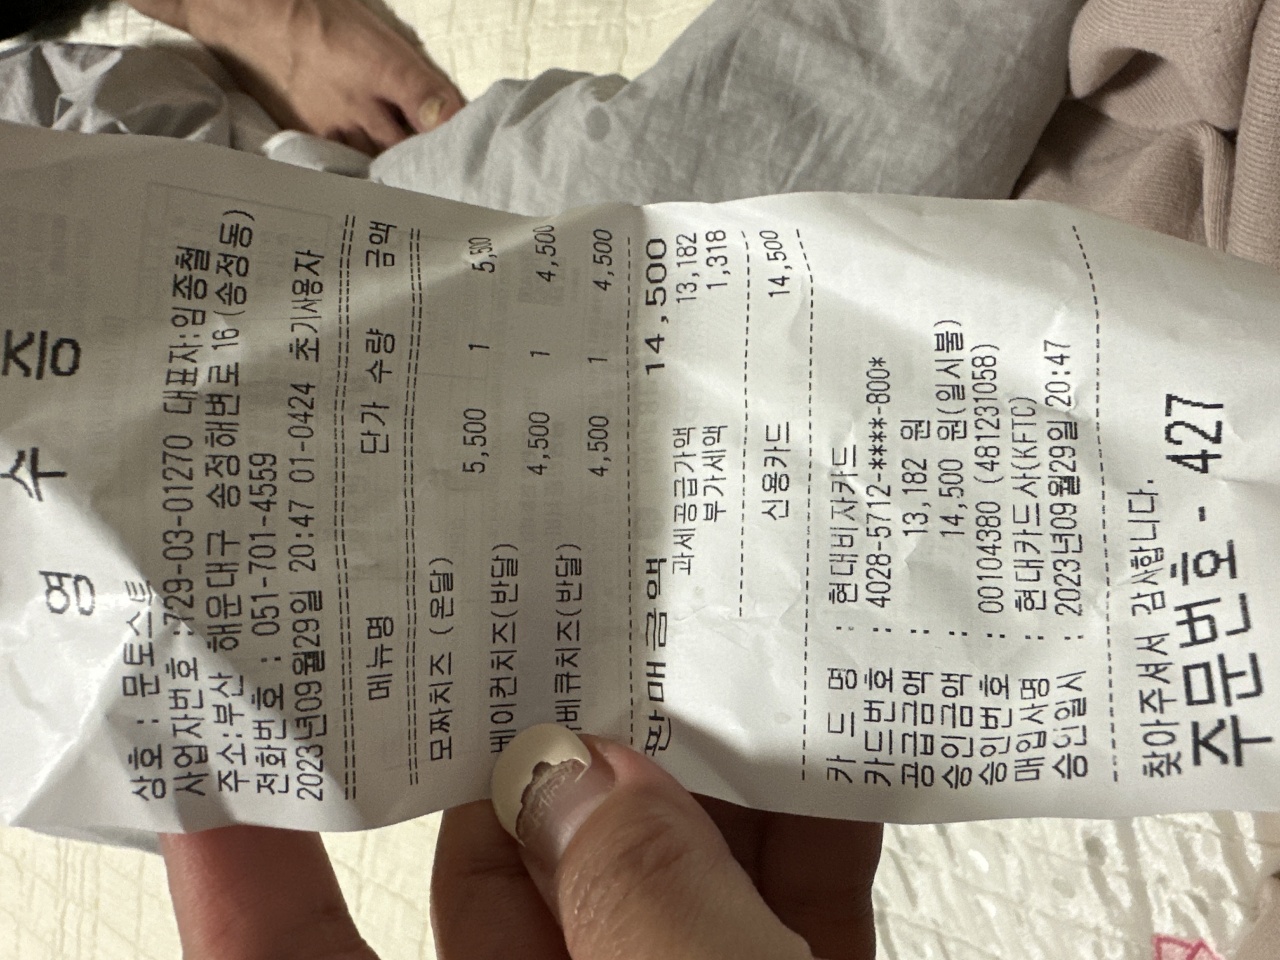 영 수 증
상호 : 문토스트
사업자번호 :729-03-01270 대표자:임종철
주소:부산 해운대구 송정해변로 16 (송정동)
전화번호 : 051-701-4559
2023년09월29일 20:47 01-0424 초기사용자
메뉴명 단가 수량 금액
모짜치즈 (온달) 5,500 1 5,500
베이컨치즈(반달) 4,500 1 4,500
바베큐치즈(반달) 4,500 1 4,500
판매금액 14,500
과세공급가액 13,182
부가세액 1,318
신용카드 14,500
카 드 명 : 현대비자카드
카드번호 : 4028-5712-****-800*
공급금액 : 13,182 원
승인금액 : 14,500 원(일시불)
승인번호 : 00104380 (481231058)
매입사명 : 현대카드사(KFTC)
승인일시 : 2023년09월29일 20:47
찾아주셔서 감사합니다.
주문번호 - 427